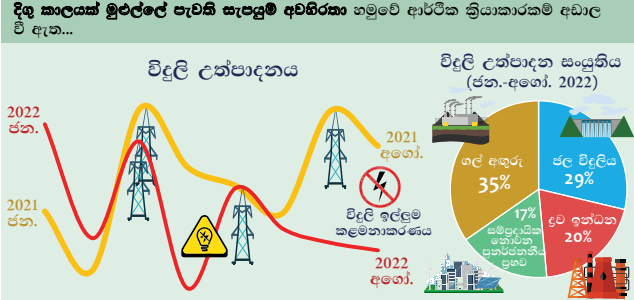 දිගු කාලයක් මුළුල්ලේ පැවති සැපයුම් අවහිරතා හමුවේ ආර්ථික ක්‍රියාකාරකම් අඩාල
වී ඇත...
විදුලි උත්පාදනය
විදුලි උත්පාදන සංයුතිය
(ජන.-අගෝ. 2022)
2022
ජන.
2021
ජන.
2021
අගෝ.
විදුලි ඉල්ලුම
කළමනාකරණය
2022
අගෝ.
ගල් අඟුරු
35%
ජල විදුලිය
29%
ද්‍රව ඉන්ධන
20%
17%
සම්ප්‍රදායික
නොවන
පුනර්ජනනීය
ප්‍රභව